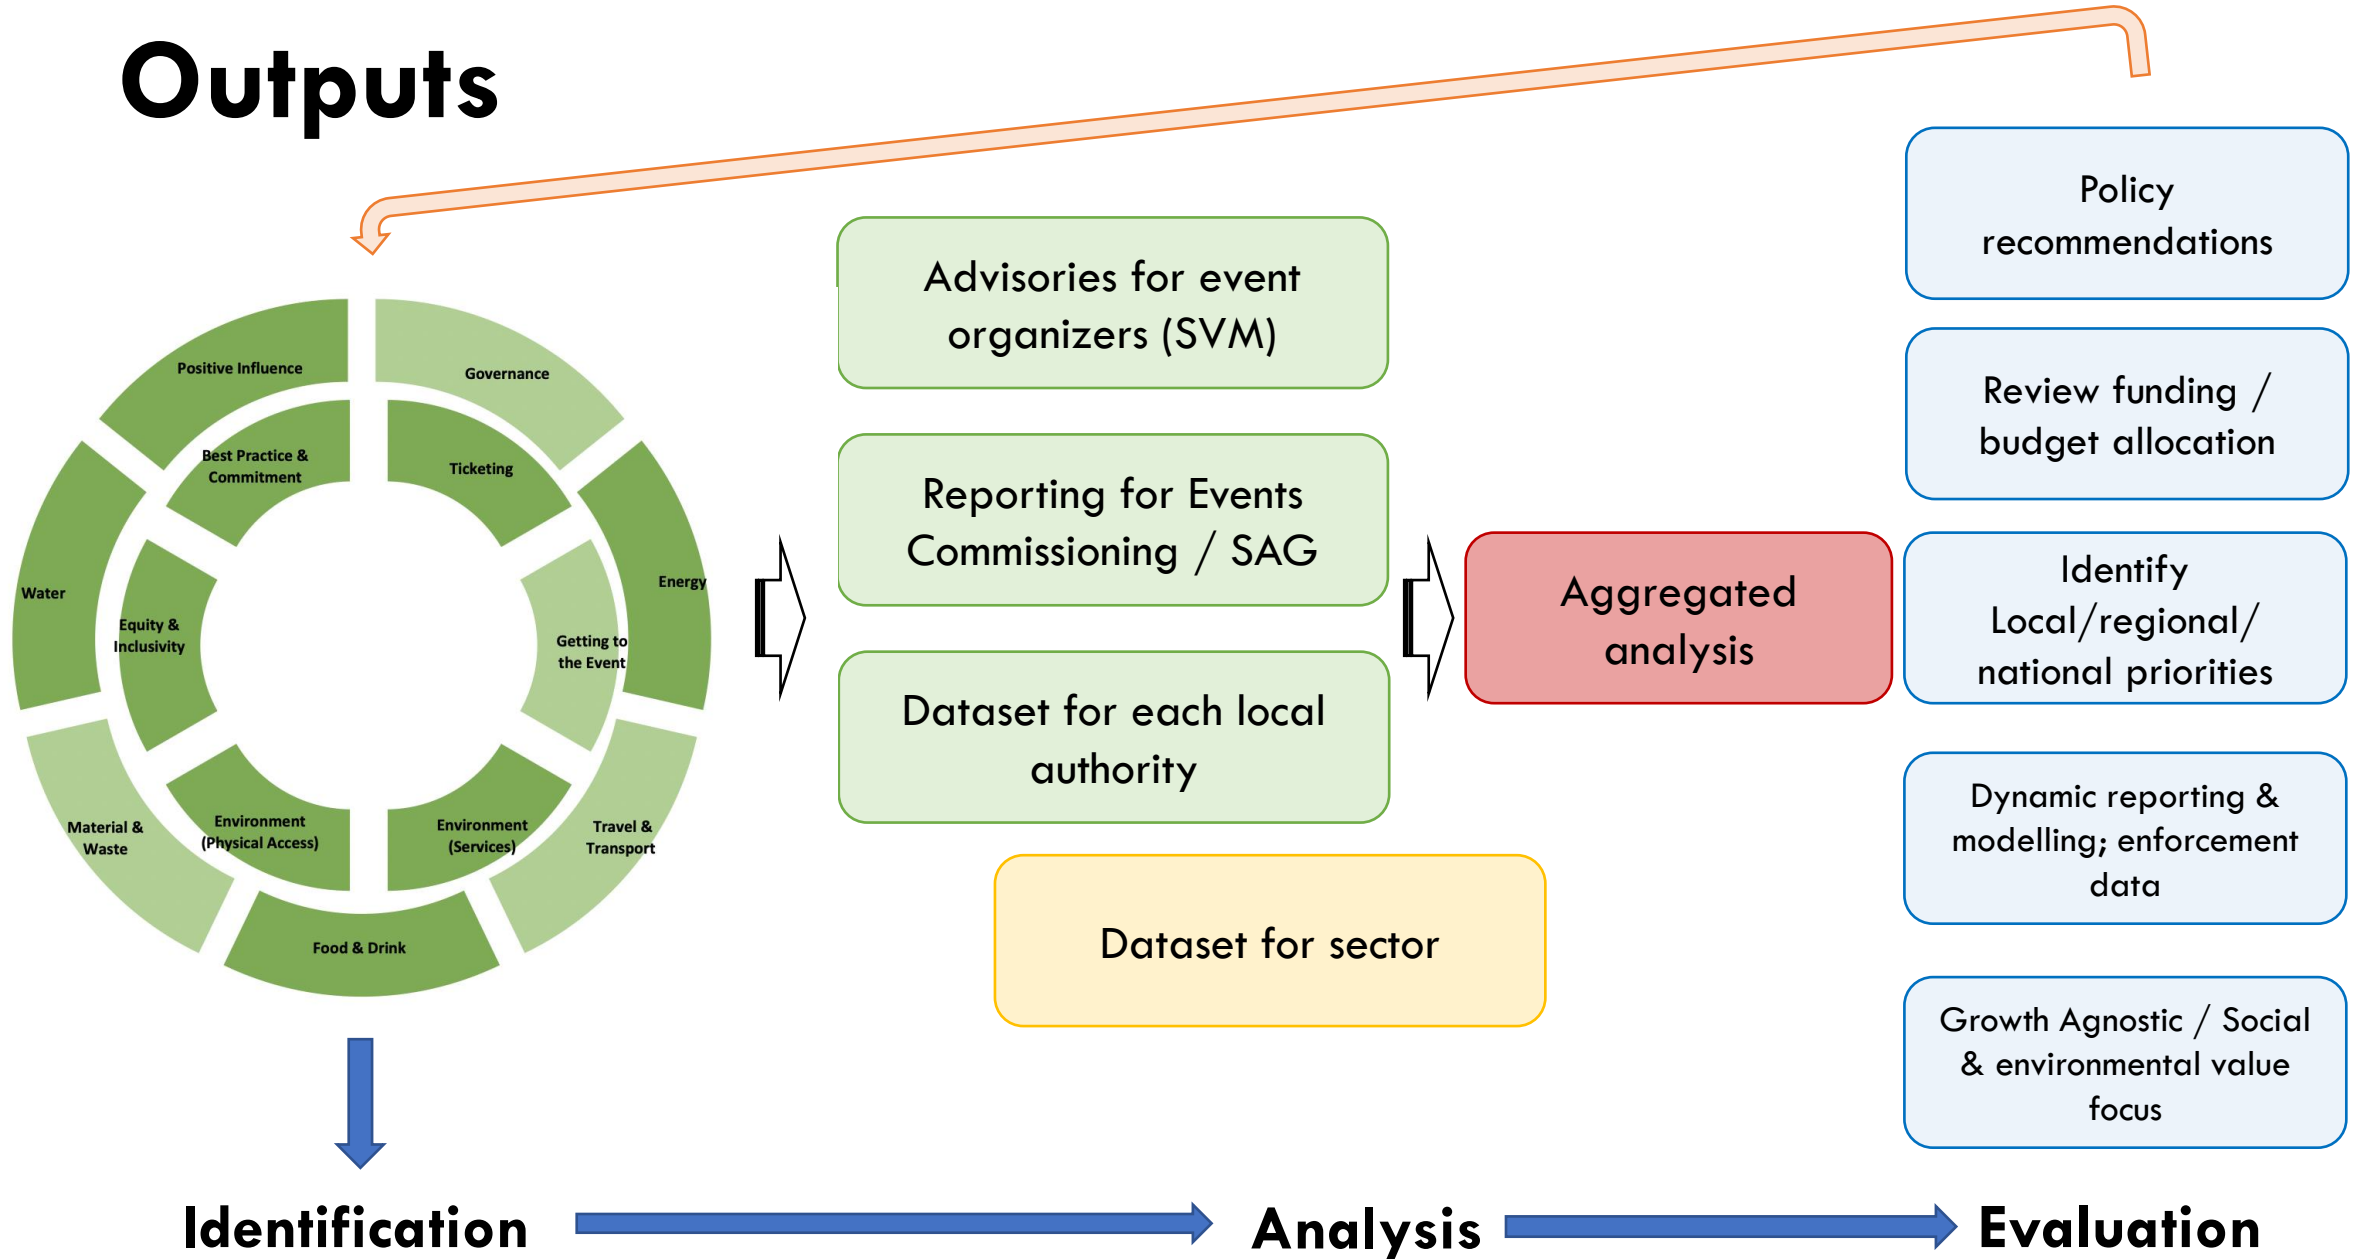 Outputs
Positive Influence
Governance
Best Practice &
Commitment
Ticketing
Water
Energy
Equity &
Inclusivity
Getting to
the Event
Material &
Waste
Environment
(Physical Access)
Environment
(Services)
Travel &
Transport
Food & Drink
Advisories for event
organizers (SVM)
Reporting for Events
Commissioning / SAG
Dataset for each local
authority
Dataset for sector
Aggregated
analysis
Policy
recommendations
Review funding /
budget allocation
Identify
Local/regional/
national priorities
Dynamic reporting &
modelling; enforcement
data
Growth Agnostic / Social
& environmental value
focus
Identification
Analysis
Evaluation